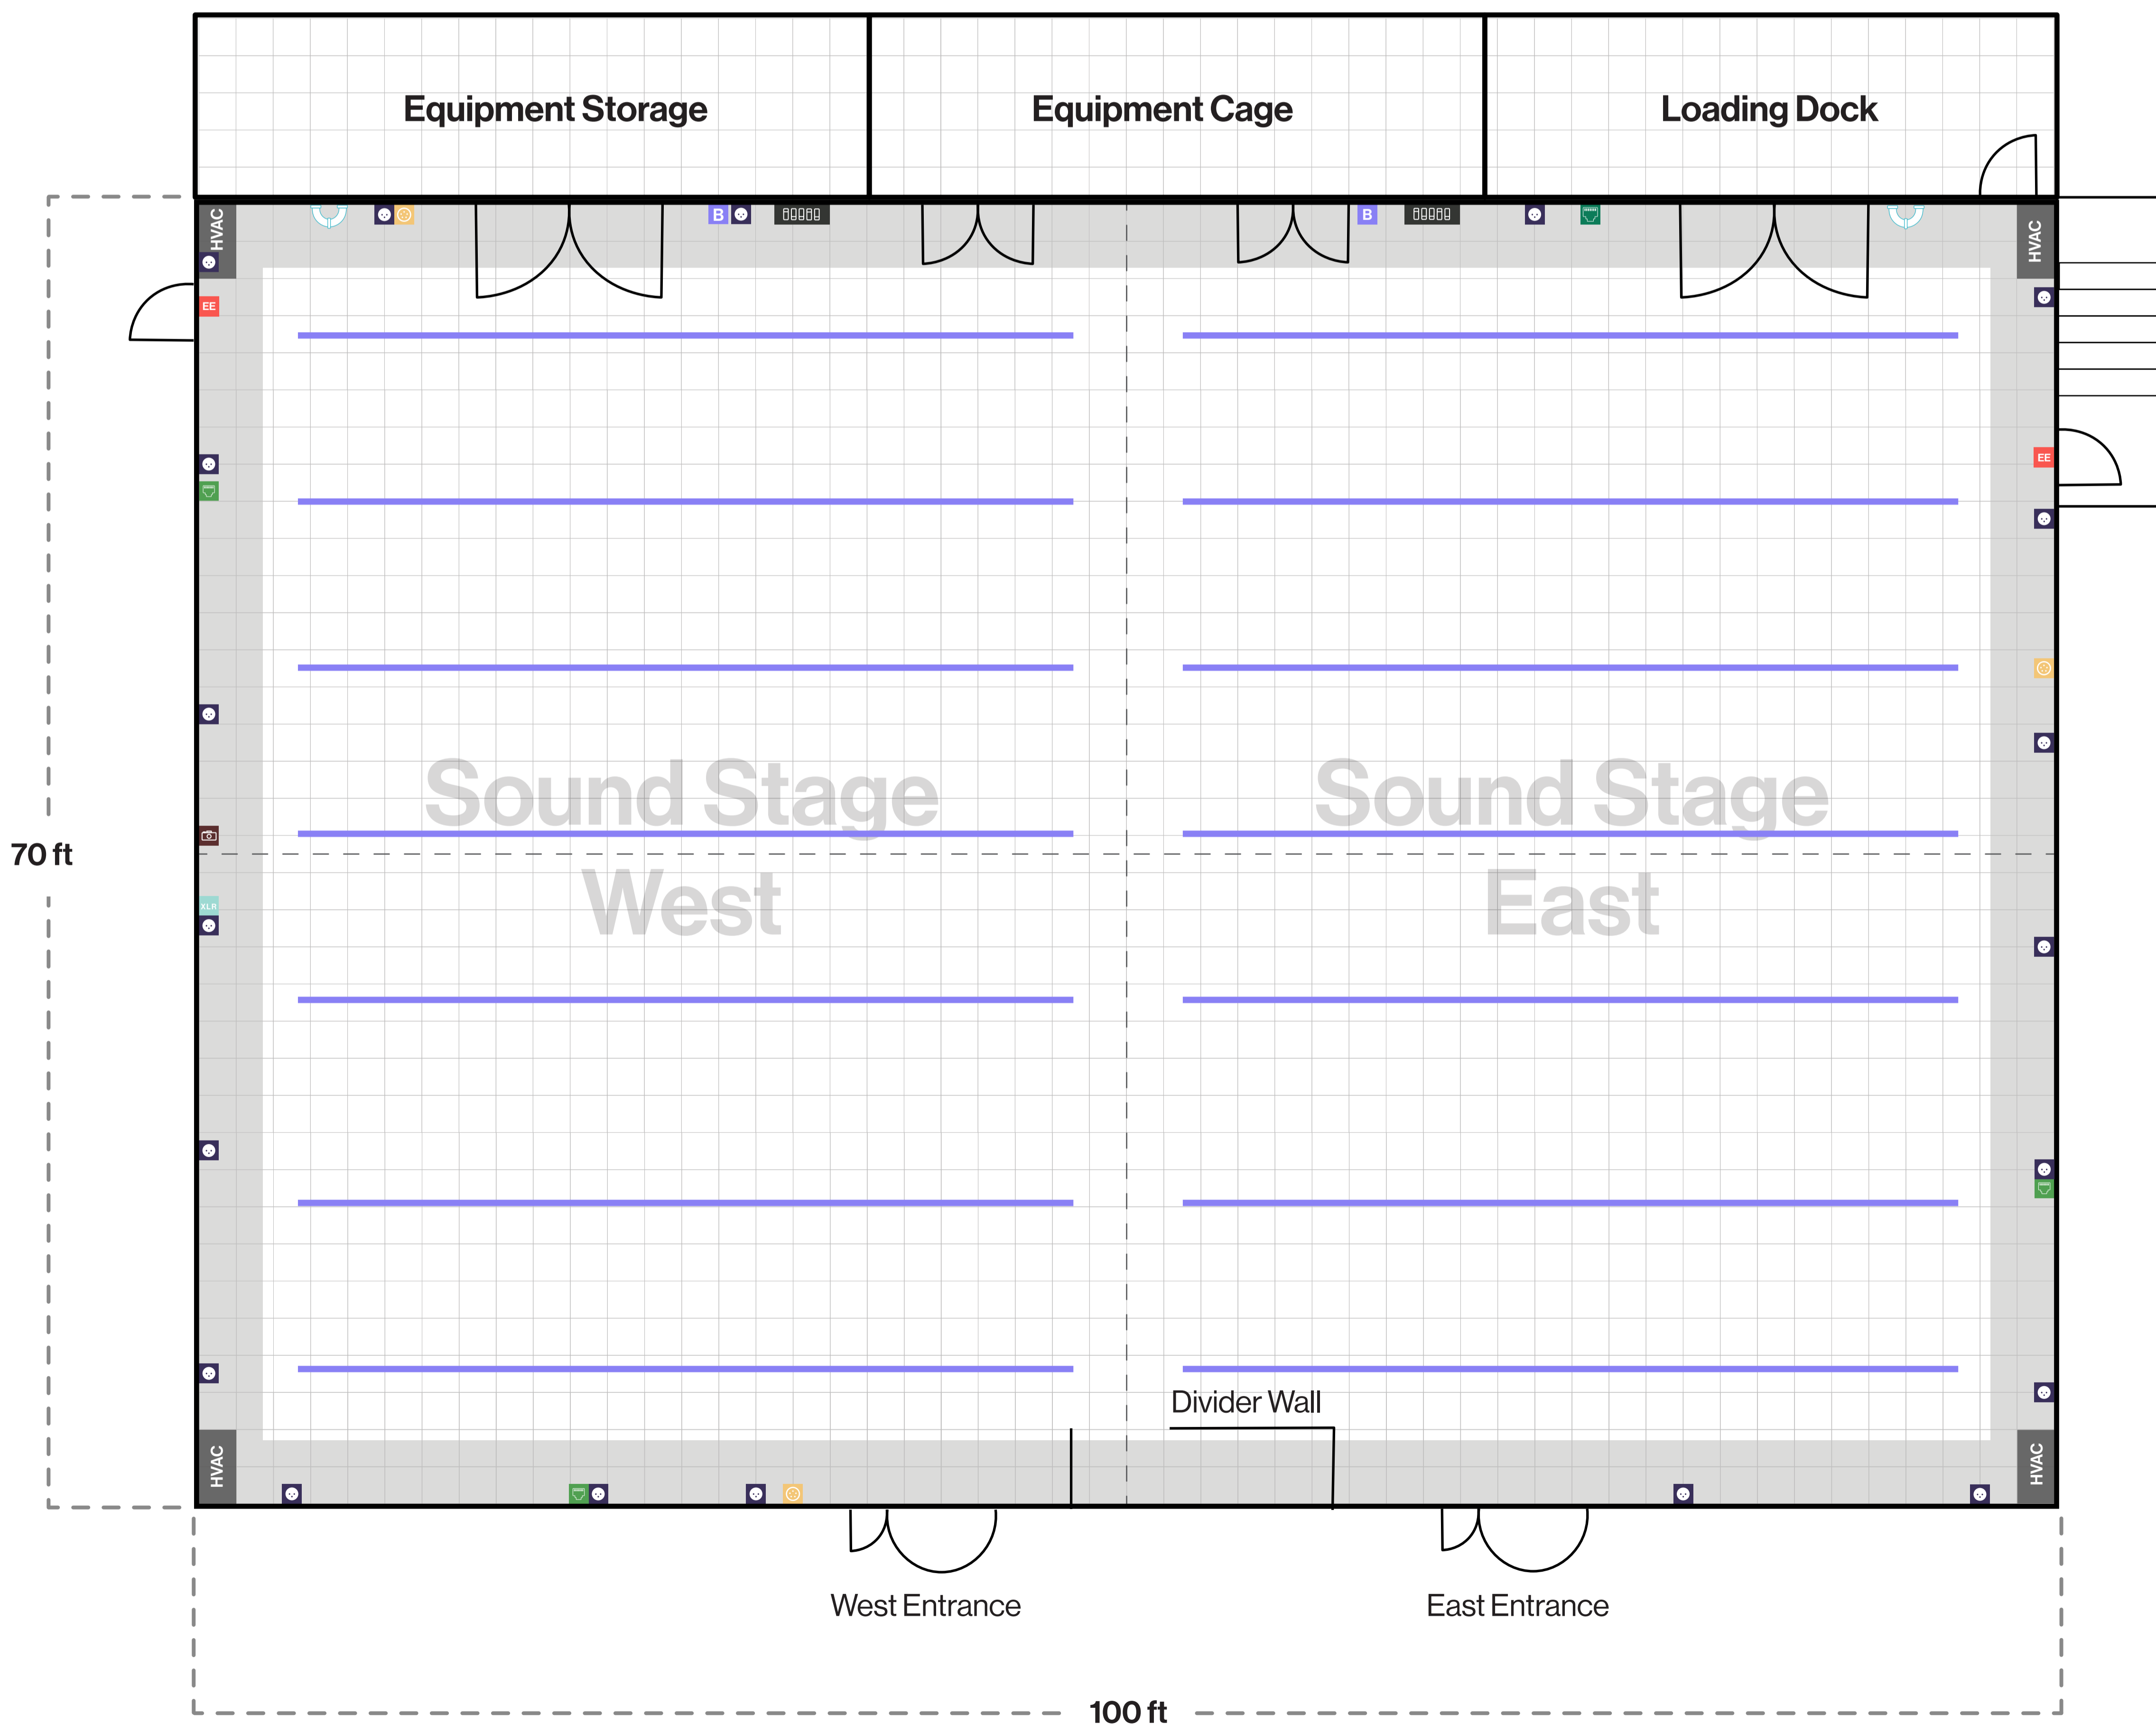 Equipment Storage
Equipment Cage
Loading Dock
HVAC
B
B
HVAC
EE
EE
Sound Stage
West
Sound Stage
East
70 ft
XLR
Divider Wall
HVAC
HVAC
West Entrance
East Entrance
100 ft